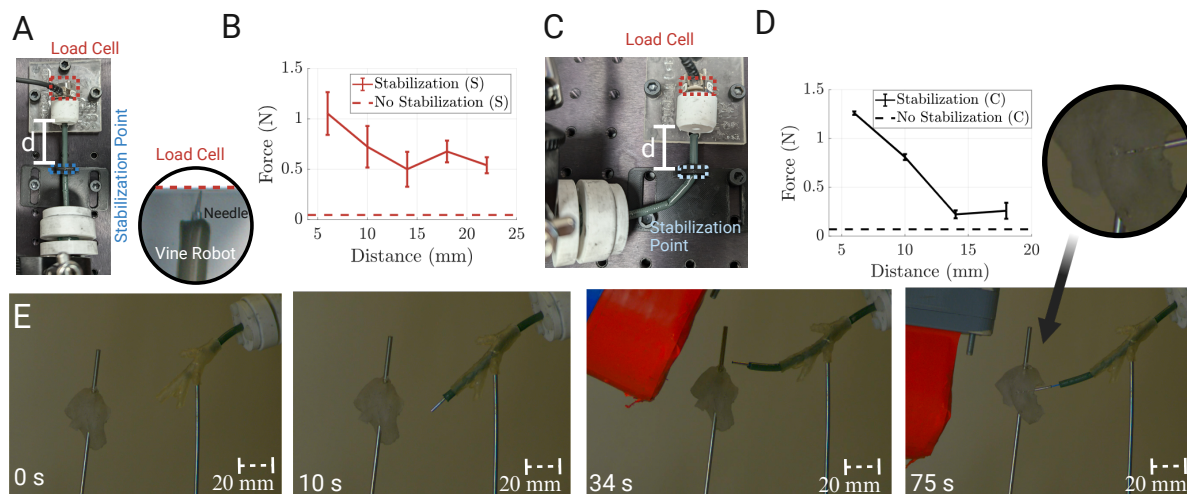 A
Load Cell
d
Stabilization Point
Load Cell
Needle
Vine Robot
B
1.5
1
0.5
0
Force (N)
Stabilization (S)
No Stabilization (S)
5
10
15
20
25
Distance (mm)
C
Load Cell
d
Stabilization
Point
D
1.5
1
0.5
0
Force (N)
Stabilization (C)
No Stabilization (C)
5
10
15
20
Distance (mm)
E
0 s
20 mm
10 s
20 mm
34 s
20 mm
75 s
20 mm